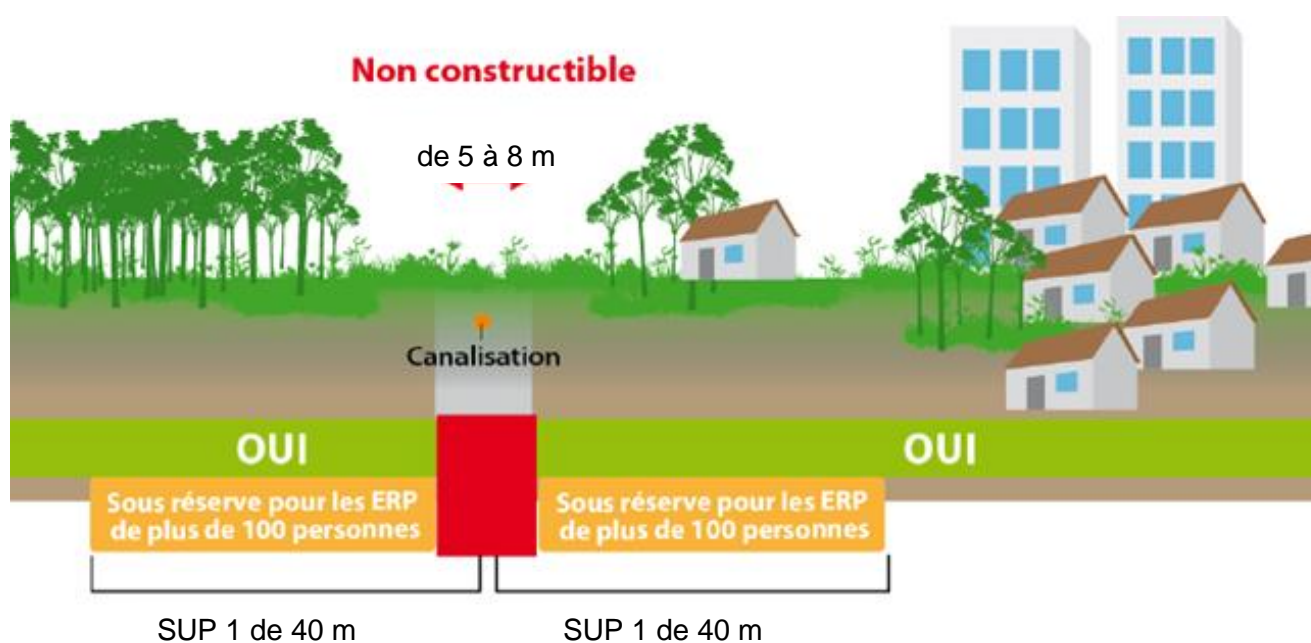 Non constructible
de 5 à 8 m
Canalisation
OUI
OUI
Sous réserve pour les ERP
de plus de 100 personnes
Sous réserve pour les ERP
de plus de 100 personnes
SUP 1 de 40 m
SUP 1 de 40 m